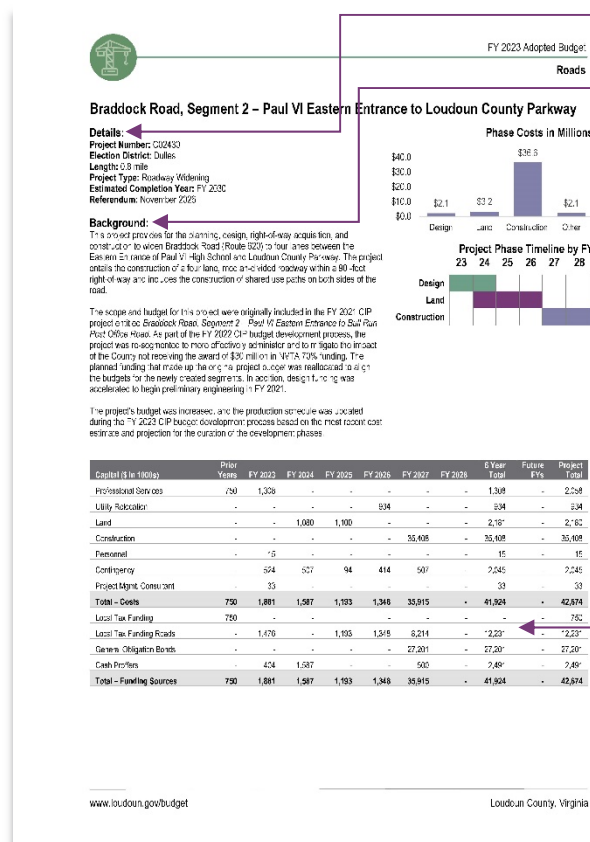 FY 2023 Adopted Budget
Roads
Braddock Road, Segment 2 – Paul VI Eastern Entrance to Loudoun County Parkway
Details:
Project Number: C02430
Election District: Dulles
Length: 0.8 mile
Project Type: Roadway Widening
Estimated Completion Year: FY 2030
Referendum: November 2026
Background:
This project provides for the planning, design, right-of-way acquisition, and
construction to widen Braddock Road (Route 620) to four lanes between the
Eastern Entrance of Paul VI High School and Loudoun County Parkway. The project
entails the construction of a four lane, median-divided roadway within a 90-foot
right-of-way and includes the construction of shared use paths on both sides of the
road.
The scope and budget for this project were originally included in the FY 2021 CIP
project entitled Braddock Road, Segment 2 – Paul VI Eastern Entrance to Bull Run
Post Office Road. As part of the FY 2022 CIP budget development process, the
project was re-segmented to more effectively administer and to mitigate the impact
of the County not receiving the award of $30 million in NVTA 70% funding. The
planned funding that made up the original project budget was reallocated to align
the budgets for the newly created segments. In addition, design funding was
accelerated to begin preliminary engineering in FY 2021.
The project's budget was increased, and the production schedule was updated
during the FY 2023 CIP budget development process based on the most recent cost
estimate and projection for the duration of the development phases.
Phase Costs in Millions
$40.0
$30.0
$20.0
$10.0
$0.0
$2.1 $3.2 $36.6 $2.1
Design Land Construction Other
Project Phase Timeline by FY
23 24 25 26 27 28
Design
Land
Construction
Capital ($ in 1000s) Prior Years FY 2023 FY 2024 FY 2025 FY 2026 FY 2027 FY 2028 6 Year Total Future FYs Project Total
Professional Services 750 1,308 - - - - - 1,308 - 2,058
Utility Relocation - - - - 934 - - 934 - 934
Land - - 1,080 1,100 - - - 2,181 - 2,180
Construction - - - - - 35,408 - 35,408 - 35,408
Personnel - 15 - - - - - 15 - 15
Contingency - 524 507 94 414 507 - 2,045 - 2,045
Project Mgmt. Consultant - 33 - - - - - 33 - 33
Total – Costs 750 1,881 1,587 1,193 1,348 35,915 - 41,924 - 42,674
Local Tax Funding 750 - - - - - - - - 750
Local Tax Funding Roads - 1,476 - 1,193 1,348 8,214 - 12,231 - 12,231
General Obligation Bonds - - - - - 27,201 - 27,201 - 27,201
Cash Proffers - 404 1,587 - - 500 - 2,491 - 2,491
Total – Funding Sources 750 1,881 1,587 1,193 1,348 35,915 - 41,924 - 42,674
www.loudoun.gov/budget
Loudoun County, Virginia